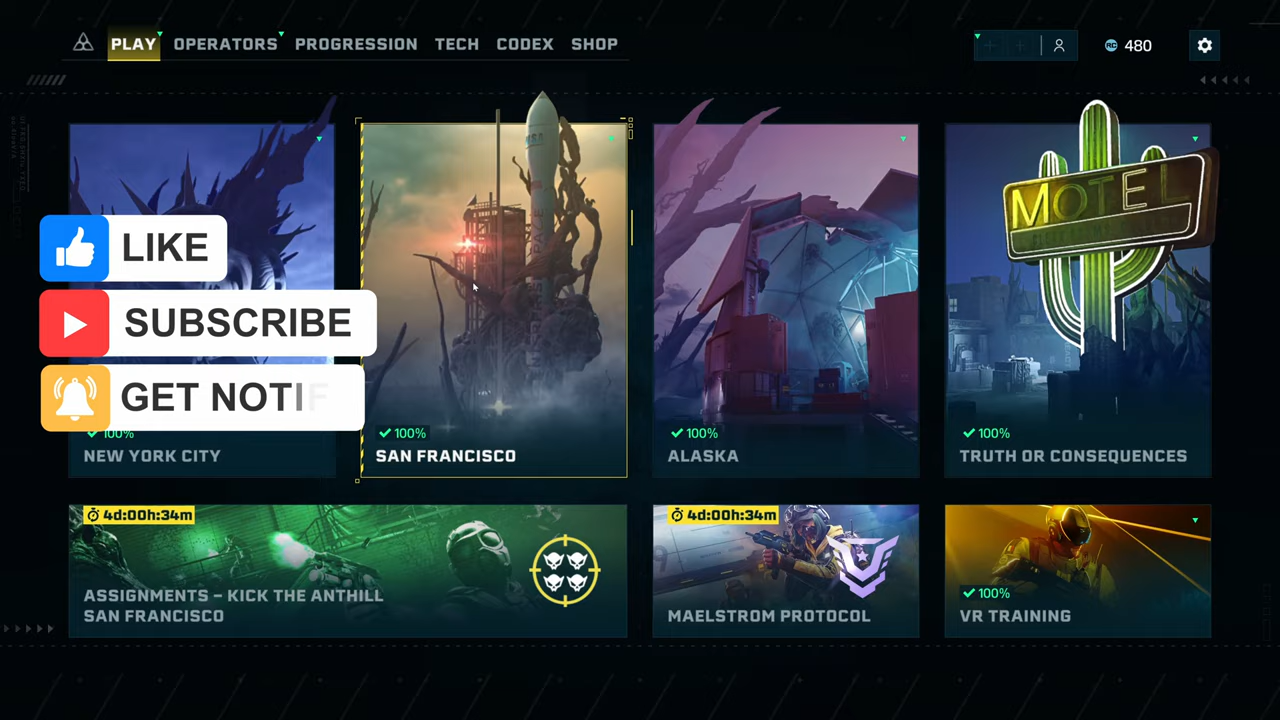 PLAY OPERATORS PROGRESSION TECH CODEX SHOP
480
LIKE
SUBSCRIBE
GET NOTIF
MOTEL
100%
NEW YORK CITY
100%
SAN FRANCISCO
100%
ALASKA
100%
TRUTH OR CONSEQUENCES
4d:00h:34m
ASSIGNMENTS – KICK THE ANTHILL
SAN FRANCISCO
4d:00h:34m
MAELSTROM PROTOCOL
100%
VR TRAINING